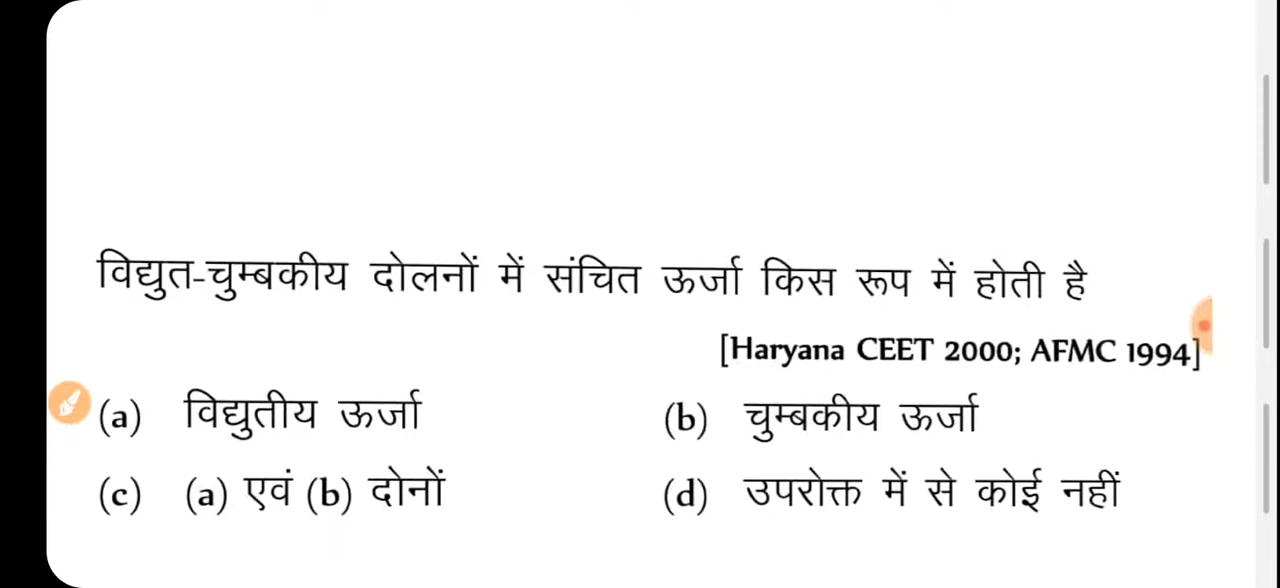 विद्युत-चुम्बकीय दोलनों में संचित ऊर्जा किस रूप में होती है
[Haryana CEET 2000; AFMC 1994]
(a) विद्युतीय ऊर्जा (b) चुम्बकीय ऊर्जा
(c) (a) एवं (b) दोनों (d) उपरोक्त में से कोई नहीं